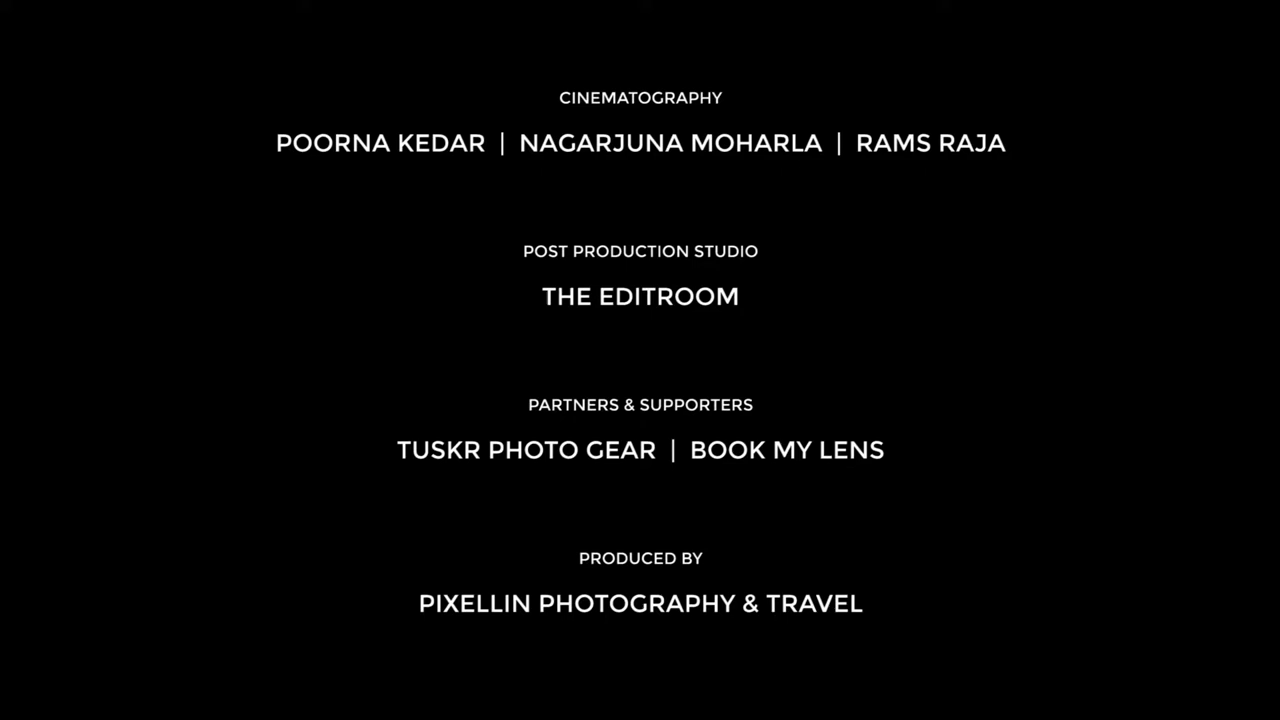 CINEMATOGRAPHY
POORNA KEDAR | NAGARJUNA MOHARLA | RAMS RAJA
POST PRODUCTION STUDIO
THE EDITROOM
PARTNERS & SUPPORTERS
TUSKR PHOTO GEAR | BOOK MY LENS
PRODUCED BY
PIXELLIN PHOTOGRAPHY & TRAVEL